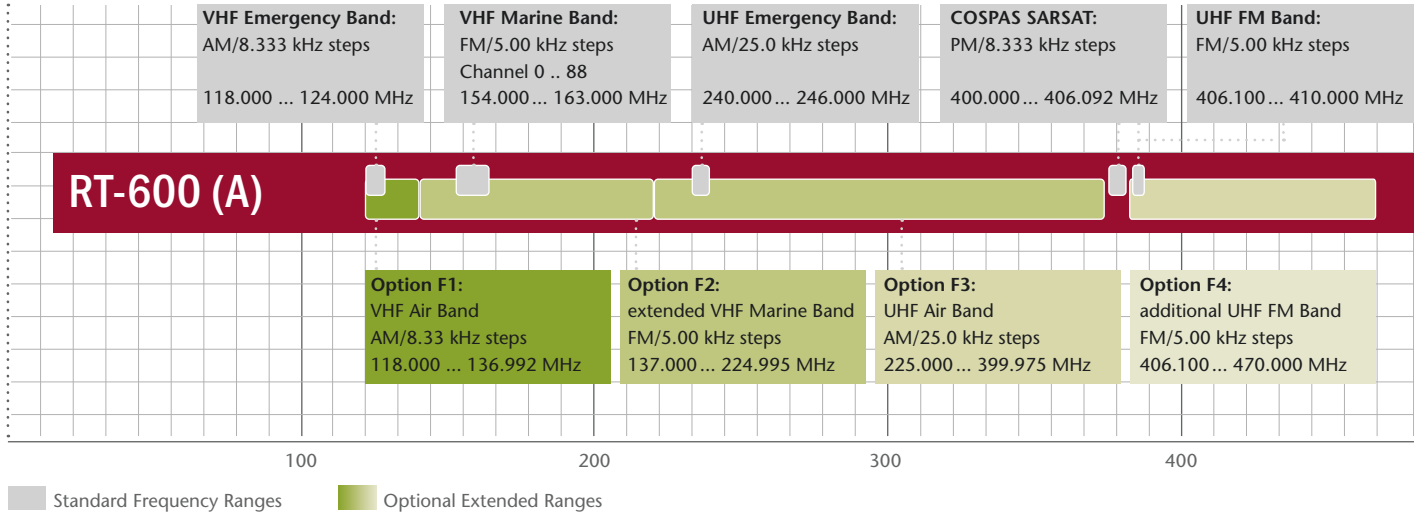 VHF Emergency Band:
AM/8.333 kHz steps
118.000 ... 124.000 MHz
VHF Marine Band:
FM/5.00 kHz steps
Channel 0 .. 88
154.000 ... 163.000 MHz
UHF Emergency Band:
AM/25.0 kHz steps
240.000 ... 246.000 MHz
COSPAS SARSAT:
PM/8.333 kHz steps
400.000 ... 406.092 MHz
UHF FM Band:
FM/5.00 kHz steps
406.100 ... 410.000 MHz
RT-600 (A)
Option F1:
VHF Air Band
AM/8.33 kHz steps
118.000 ... 136.992 MHz
Option F2:
extended VHF Marine Band
FM/5.00 kHz steps
137.000 ... 224.995 MHz
Option F3:
UHF Air Band
AM/25.0 kHz steps
225.000 ... 399.975 MHz
Option F4:
additional UHF FM Band
FM/5.00 kHz steps
406.100 ... 470.000 MHz
100 200 300 400
Standard Frequency Ranges
Optional Extended Ranges